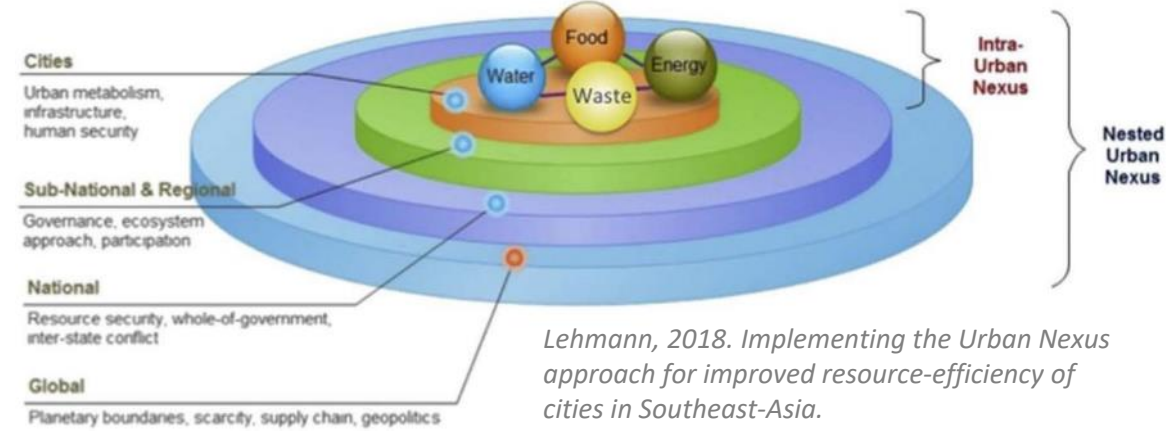 Food
Water
Energy
Waste
Cities
Urban metabolism,
infrastructure,
human security
Sub-National & Regional
Governance, ecosystem
approach, participation
National
Resource security, whole-of-government,
inter-state conflict
Global
Planetary boundaries, scarcity, supply chain, geopolitics
Intra-
Urban
Nexus
Nested
Urban
Nexus
Lehmann, 2018. Implementing the Urban Nexus
approach for improved resource-efficiency of
cities in Southeast-Asia.